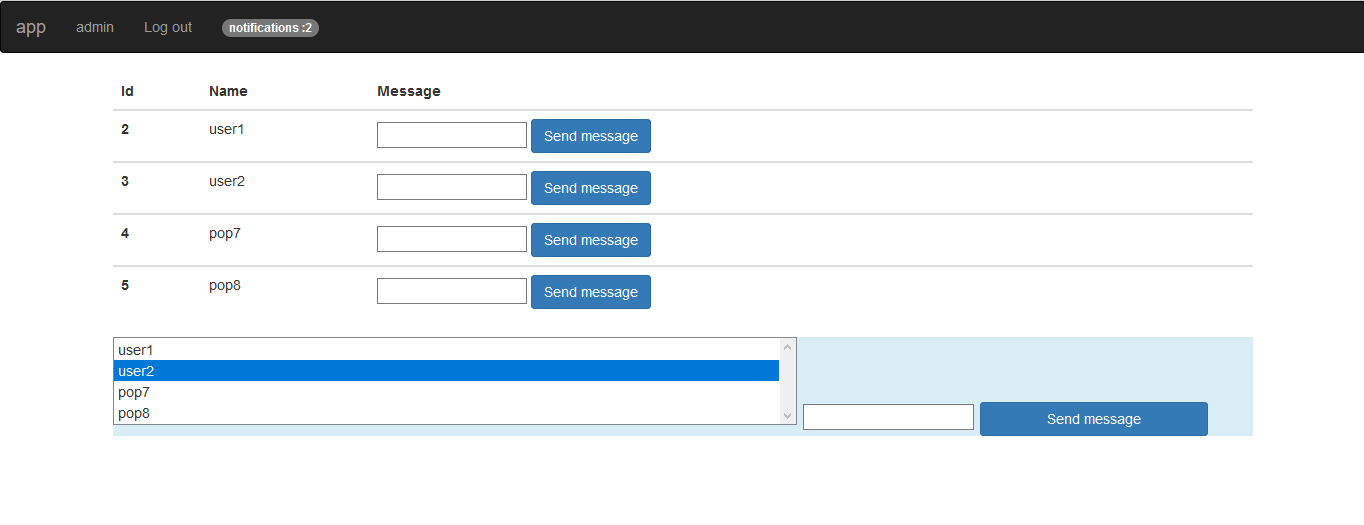 app admin Log out notifications :2
Id Name Message
2 user1 Send message
3 user2 Send message
4 pop7 Send message
5 pop8 Send message
user1
user2
pop7
pop8
Send message